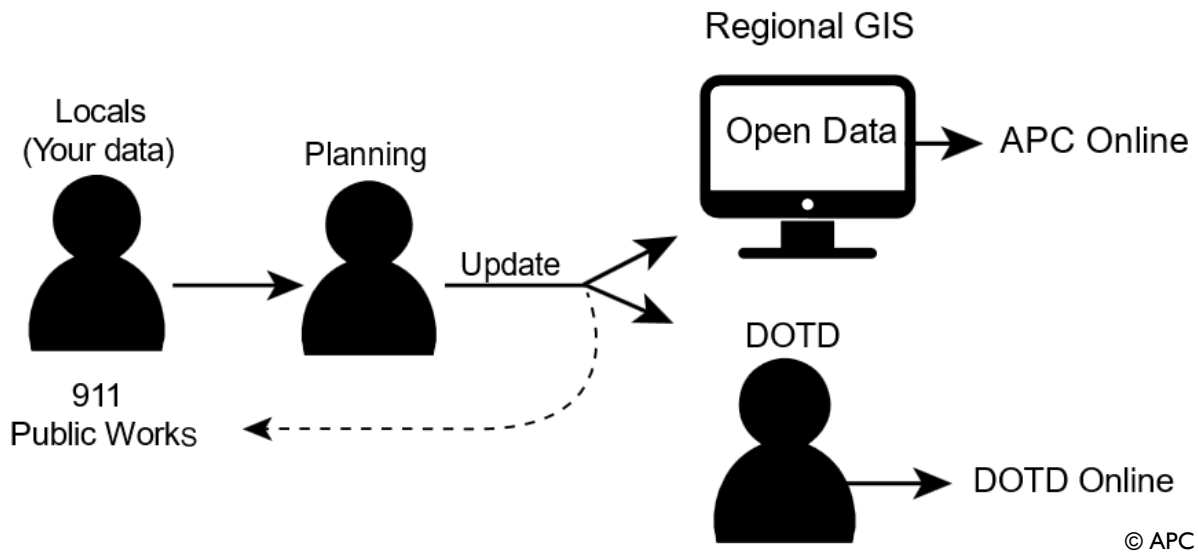 Regional GIS
Locals
(Your data)
Planning
Open Data
APC Online
Update
DOTD
911
Public Works
DOTD Online
© APC